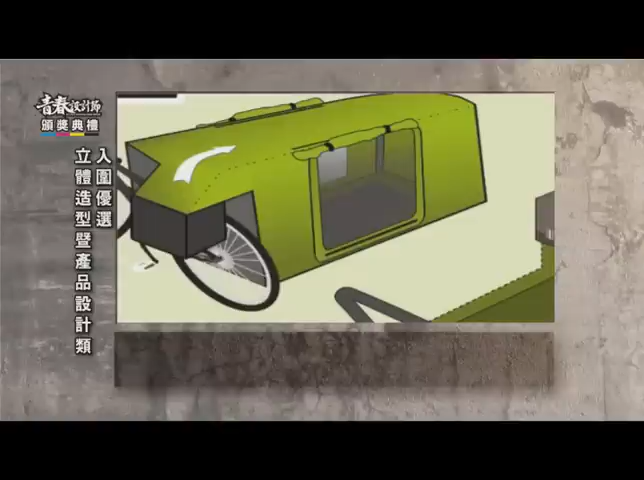 青春設計師
頒獎典禮
入圍優選
立體造型暨產品設計類